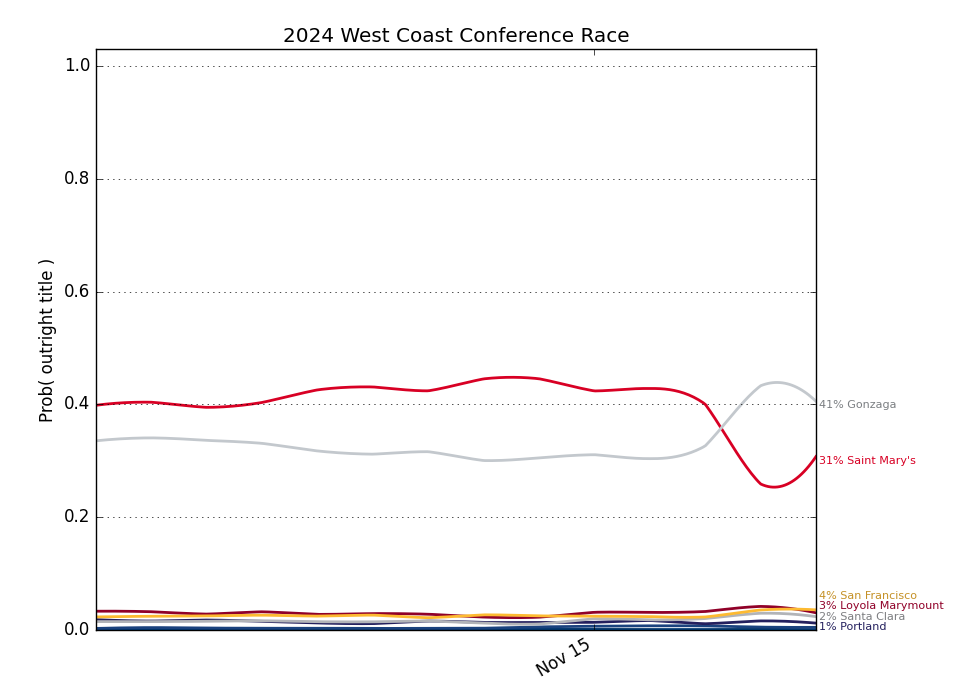 2024 West Coast Conference Race
1.0
0.8
0.6
0.4
0.2
0.0
Prob( outright title )
Nov 15
41% Gonzaga
31% Saint Mary's
4% San Francisco
3% Loyola Marymount
2% Santa Clara
1% Portland